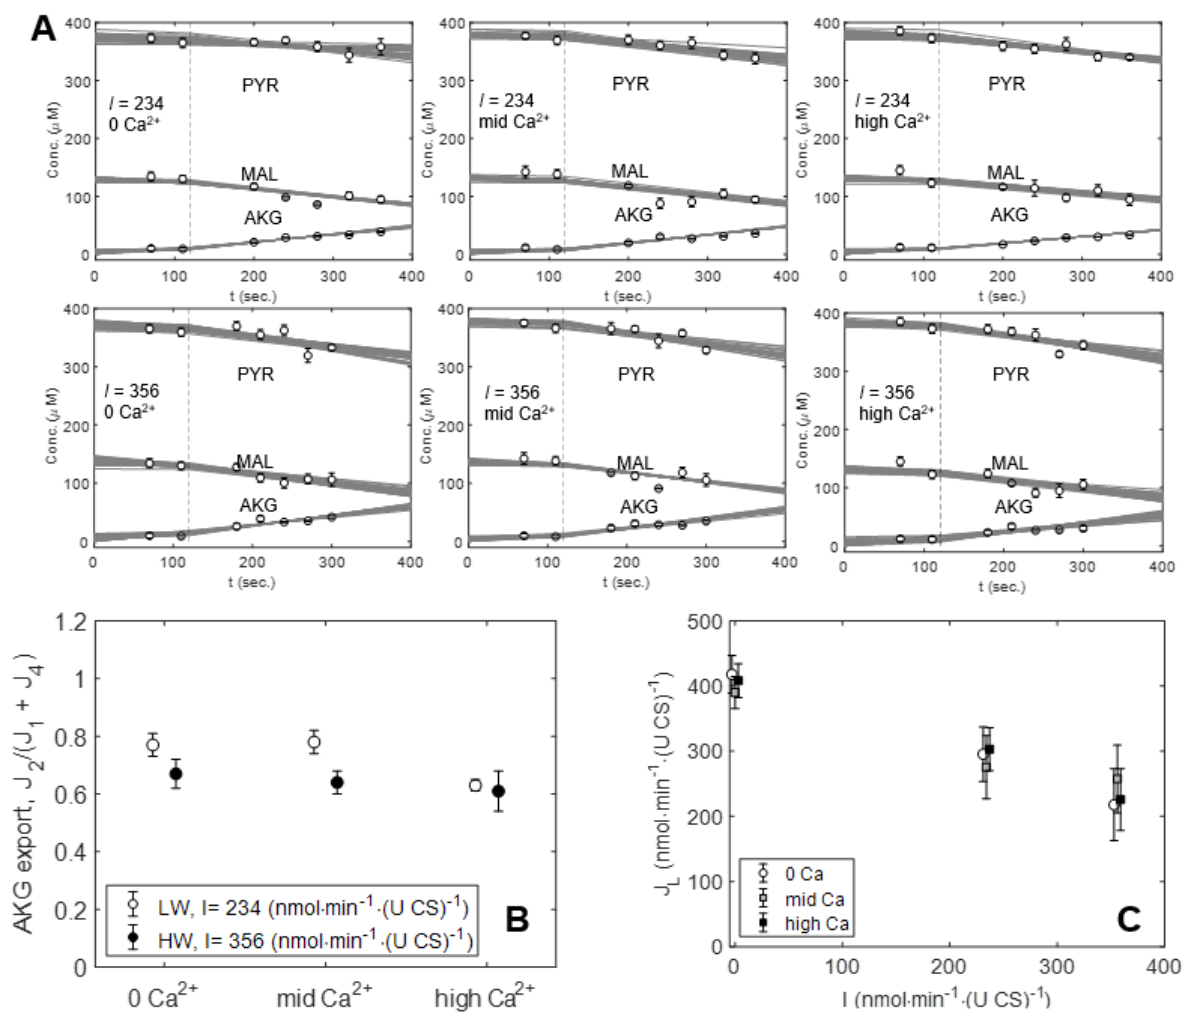 A
400
300
200
100
0
Conc. (μM)
PYR
I = 234
0 Ca²⁺
MAL
AKG
0 100 200 300 400
t (sec.)
400
300
200
100
0
Conc. (μM)
PYR
I = 234
mid Ca²⁺
MAL
AKG
0 100 200 300 400
t (sec.)
400
300
200
100
0
Conc. (μM)
PYR
I = 234
high Ca²⁺
MAL
AKG
0 100 200 300 400
t (sec.)
400
300
200
100
0
Conc. (μM)
PYR
I = 356
0 Ca²⁺
MAL
AKG
0 100 200 300 400
t (sec.)
400
300
200
100
0
Conc. (μM)
PYR
I = 356
mid Ca²⁺
MAL
AKG
0 100 200 300 400
t (sec.)
400
300
200
100
0
Conc. (μM)
PYR
I = 356
high Ca²⁺
MAL
AKG
0 100 200 300 400
t (sec.)
1.2
1
0.8
0.6
0.4
0.2
0
AKG export, J₂/(J₁ + J₄)
LW, I= 234 (nmol·min⁻¹·(U CS)⁻¹)
HW, I= 356 (nmol·min⁻¹·(U CS)⁻¹)
B
0 Ca²⁺ mid Ca²⁺ high Ca²⁺
500
400
300
200
100
0
J_L (nmol·min⁻¹·(U CS)⁻¹)
0 Ca
mid Ca
high Ca
C
0 100 200 300 400
I (nmol·min⁻¹·(U CS)⁻¹)